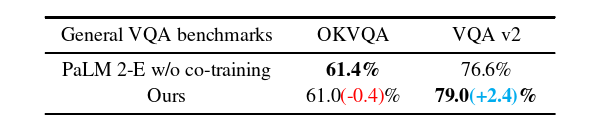 General VQA benchmarks OKVQA VQA v2
PaLM 2-E w/o co-training 61.4% 76.6%
Ours 61.0(-0.4)% 79.0(+2.4)%